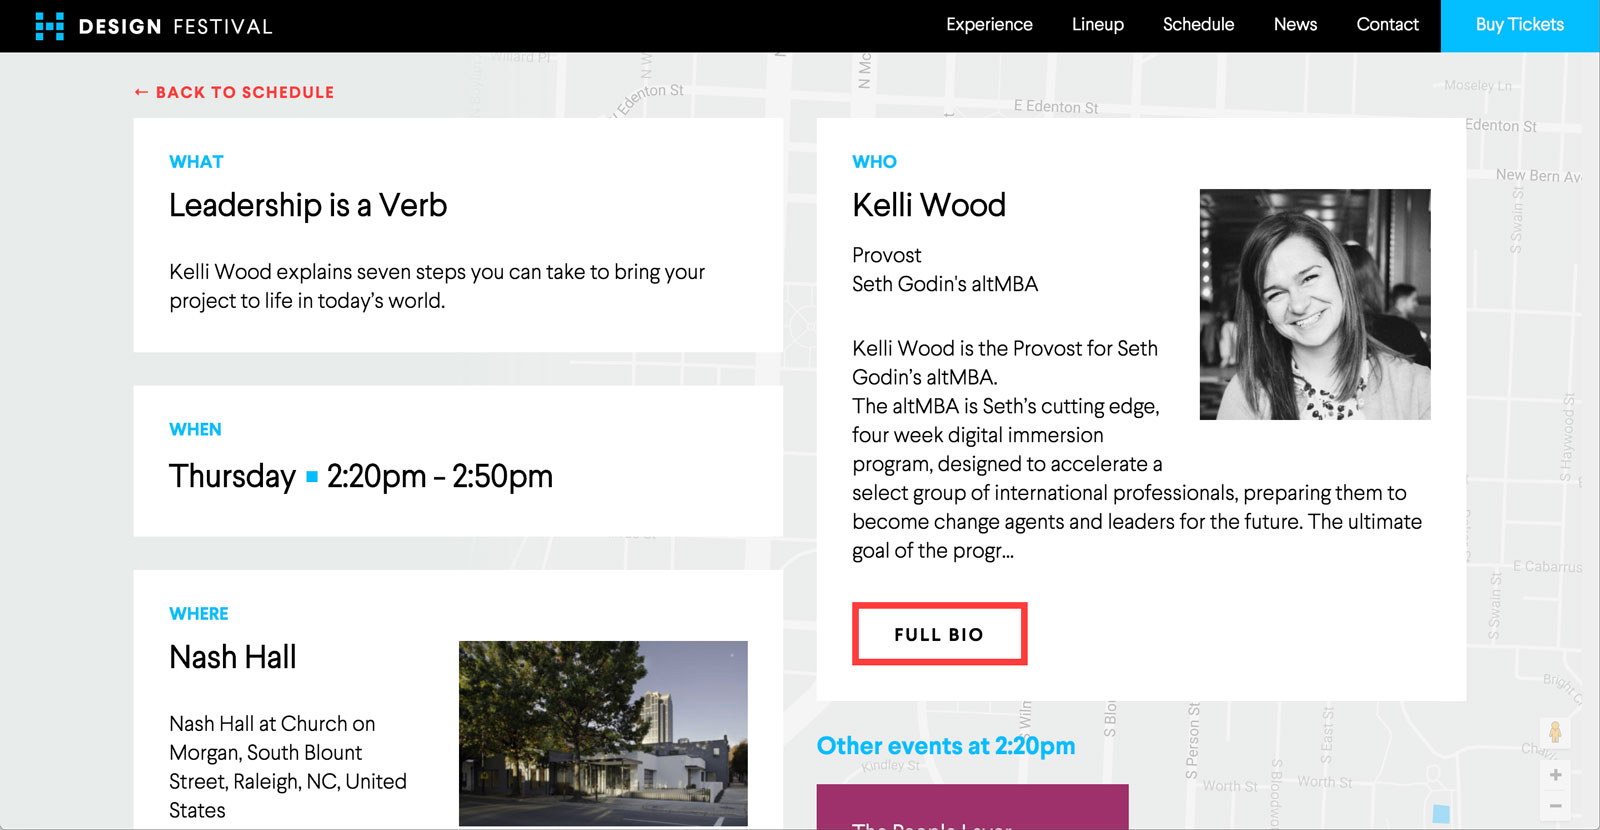 DESIGN FESTIVAL
Experience
Lineup
Schedule
News
Contact
Buy Tickets
← BACK TO SCHEDULE
WHAT
Leadership is a Verb
Kelli Wood explains seven steps you can take to bring your
project to life in today’s world.
WHEN
Thursday ▪ 2:20pm - 2:50pm
WHERE
Nash Hall
Nash Hall at Church on
Morgan, South Blount
Street, Raleigh, NC, United
States
WHO
Kelli Wood
Provost
Seth Godin's altMBA
Kelli Wood is the Provost for Seth
Godin’s altMBA.
The altMBA is Seth’s cutting edge,
four week digital immersion
program, designed to accelerate a
select group of international professionals, preparing them to
become change agents and leaders for the future. The ultimate
goal of the progr...
FULL BIO
Other events at 2:20pm
Willard Pl
N W
Edenton St
N Mc
E Edenton St
Moseley Ln
Edenton St
New Bern Av
S Swain St
S Haywood St
E Cabarrus
S Swain St
Bright
S Wilm
S Blo
S Person St
S East St
Kindley St
Worth St
Worth St
S Bloodwo
+
−